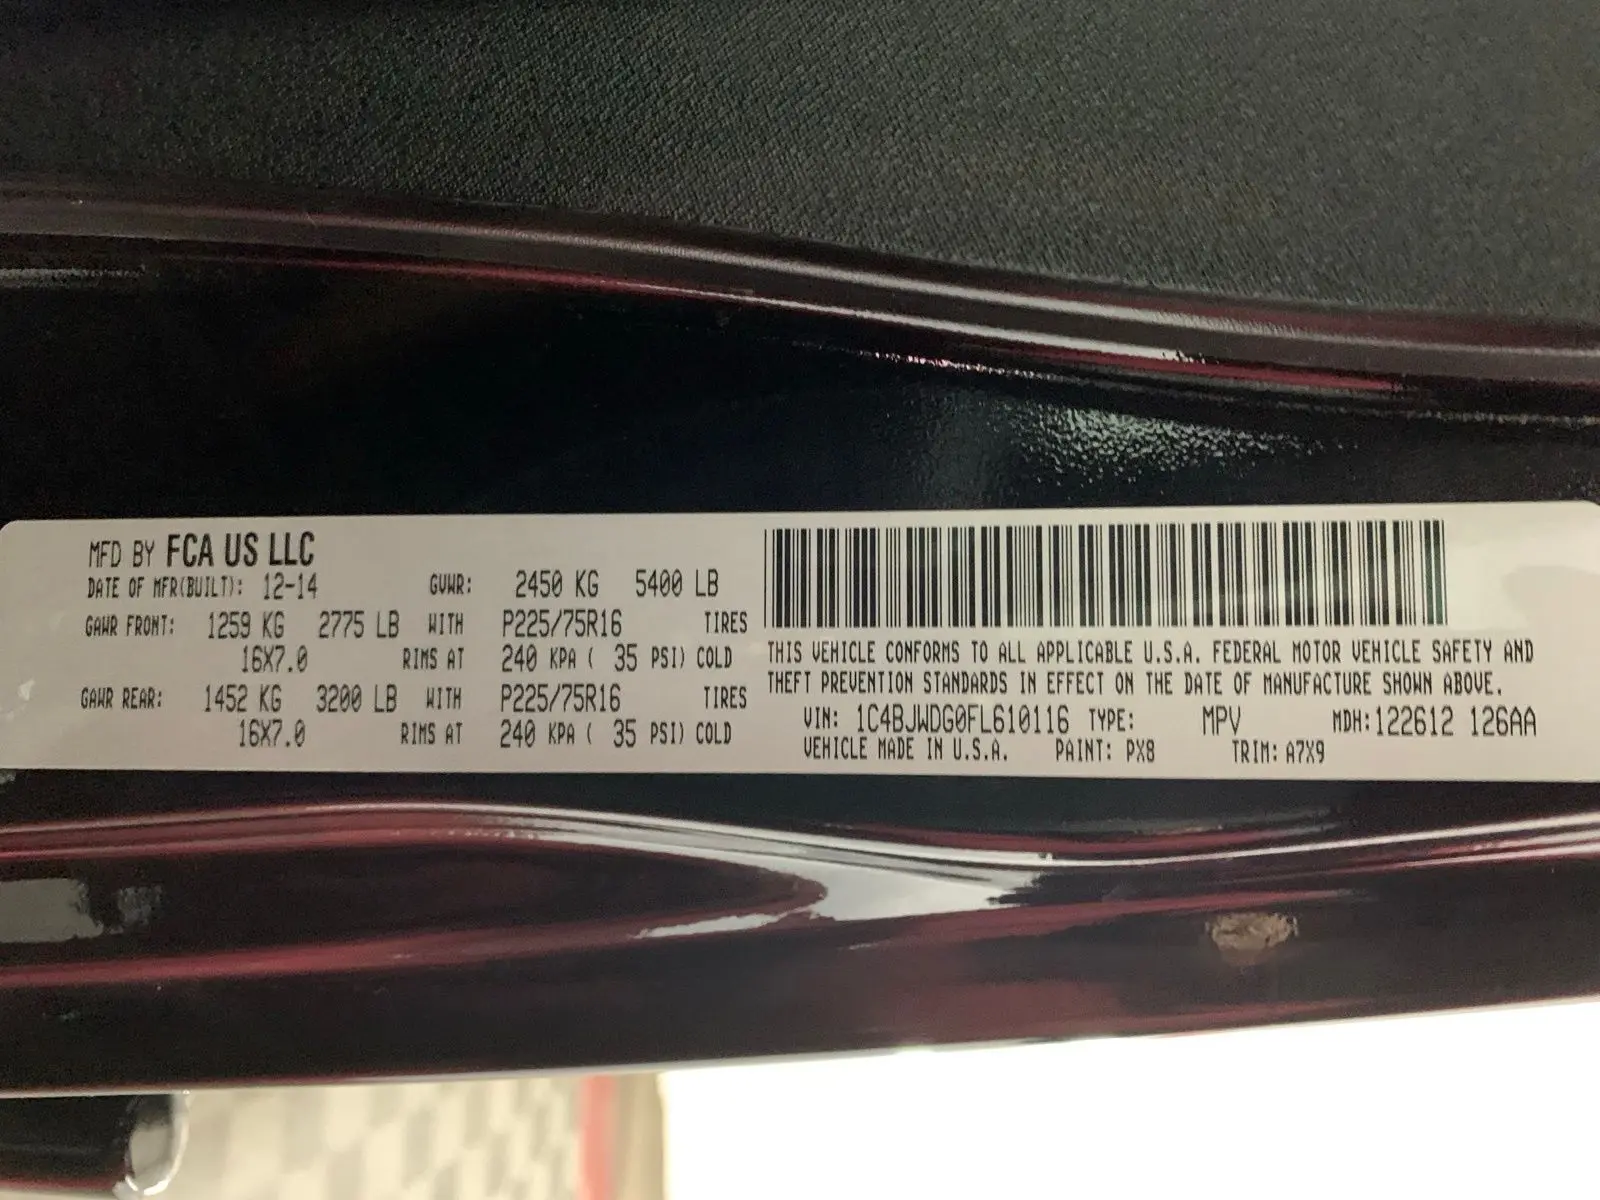 MFD BY FCA US LLC
DATE OF MFR(BUILT): 12-14 GVWR: 2450 KG 5400 LB
GAWR FRONT: 1259 KG 2775 LB WITH P225/75R16 TIRES
16X7.0 RIMS AT 240 KPA ( 35 PSI) COLD
GAWR REAR: 1452 KG 3200 LB WITH P225/75R16 TIRES
16X7.0 RIMS AT 240 KPA ( 35 PSI) COLD
THIS VEHICLE CONFORMS TO ALL APPLICABLE U.S.A. FEDERAL MOTOR VEHICLE SAFETY AND
THEFT PREVENTION STANDARDS IN EFFECT ON THE DATE OF MANUFACTURE SHOWN ABOVE.
VIN: 1C4BJWDG0FL610116 TYPE: MPV MDH:122612 126AA
VEHICLE MADE IN U.S.A. PAINT: PX8 TRIM: A7X9